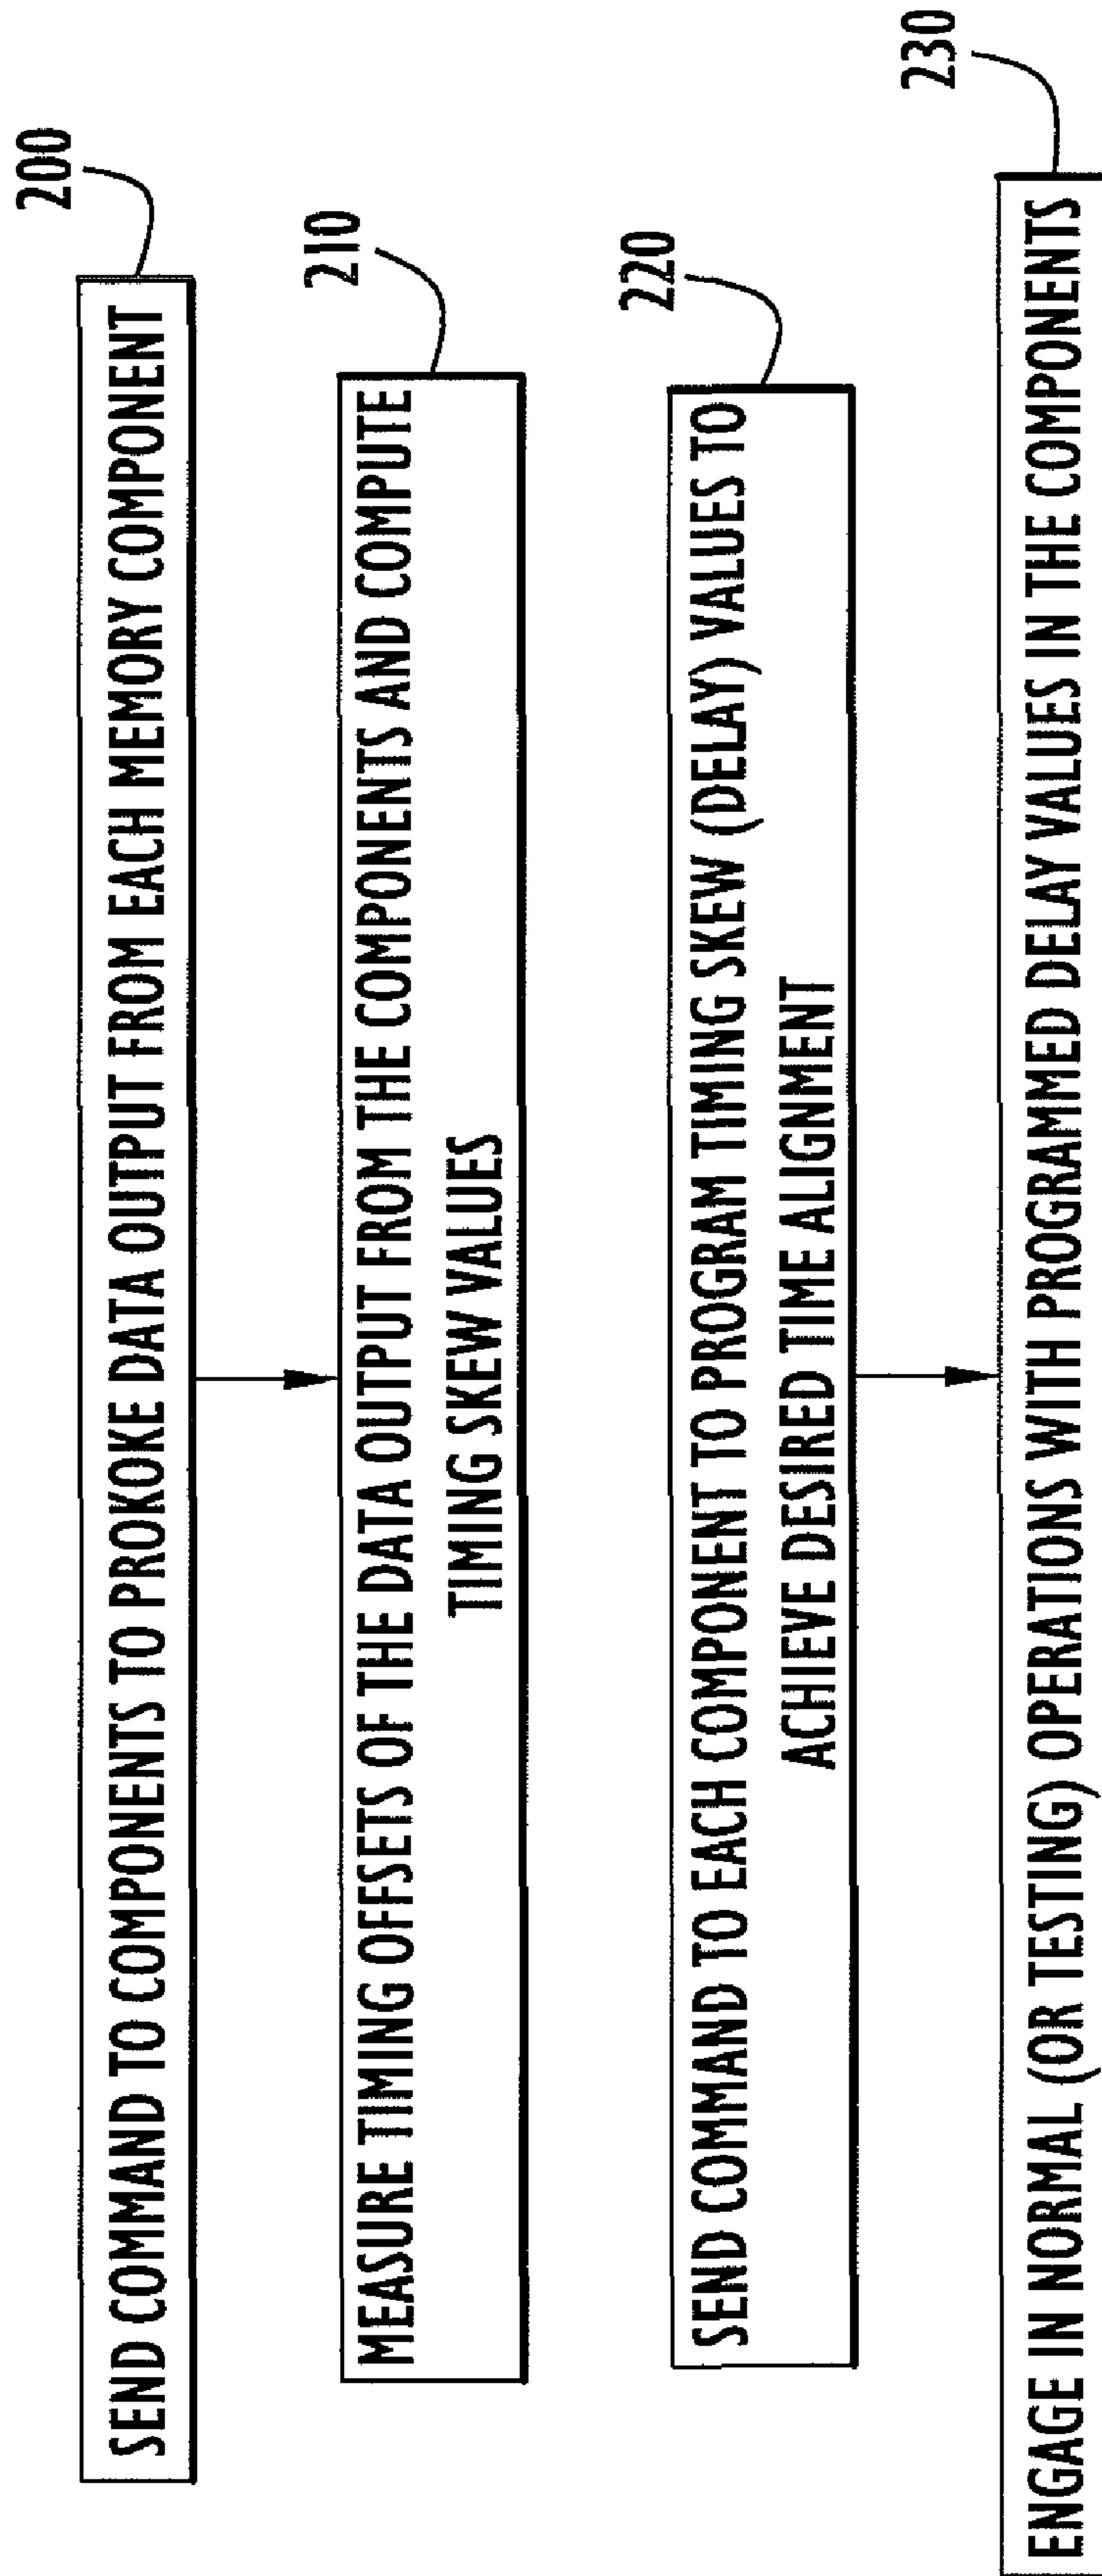 200
SEND COMMAND TO COMPONENTS TO PROKOKE DATA OUTPUT FROM EACH MEMORY COMPONENT
210
MEASURE TIMING OFFSETS OF THE DATA OUTPUT FROM THE COMPONENTS AND COMPUTE
TIMING SKEW VALUES
220
SEND COMMAND TO EACH COMPONENT TO PROGRAM TIMING SKEW (DELAY) VALUES TO
ACHIEVE DESIRED TIME ALIGNMENT
230
ENGAGE IN NORMAL (OR TESTING) OPERATIONS WITH PROGRAMMED DELAY VALUES IN THE COMPONENTS